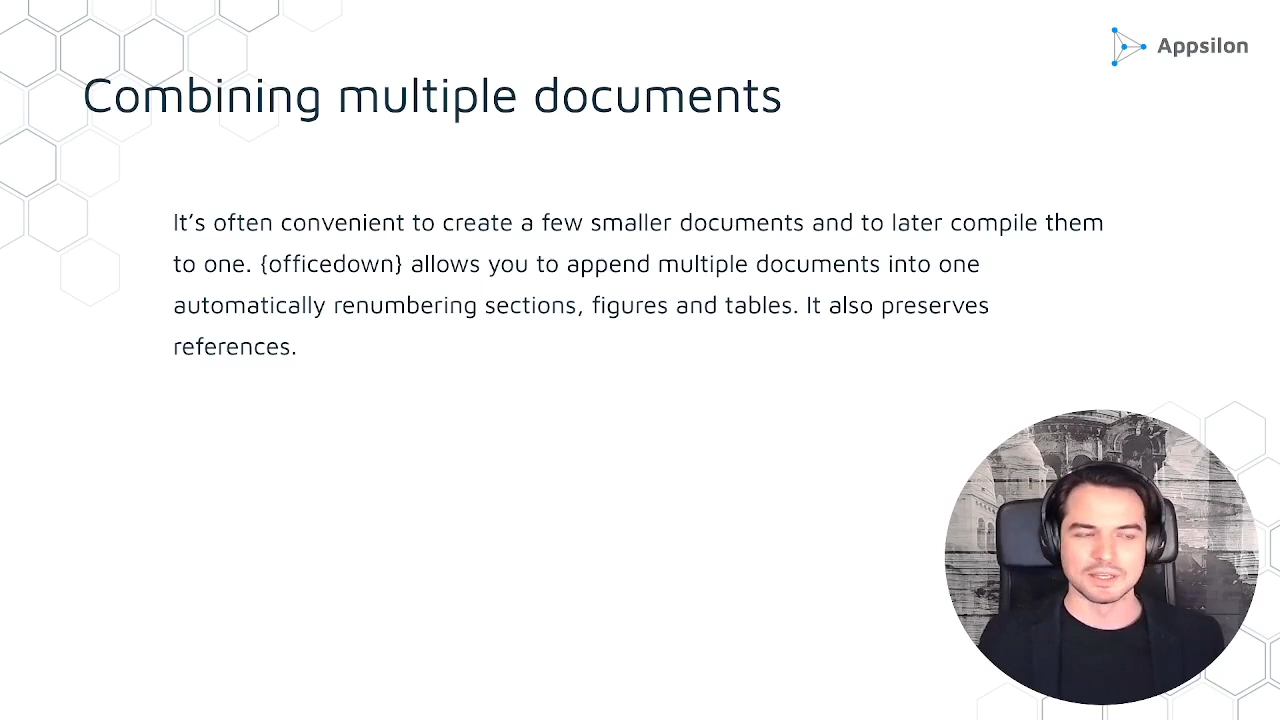 Appsilon
Combining multiple documents
It’s often convenient to create a few smaller documents and to later compile them
to one. {officedown} allows you to append multiple documents into one
automatically renumbering sections, figures and tables. It also preserves
references.